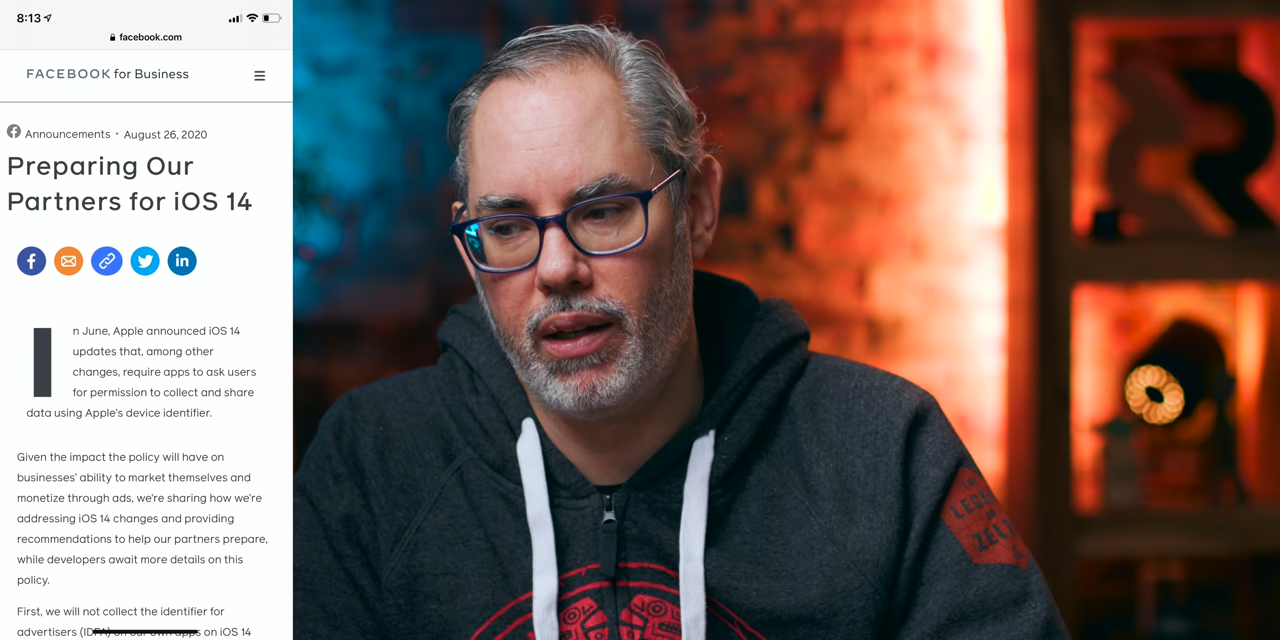 8:13
facebook.com
FACEBOOK for Business
Announcements • August 26, 2020
Preparing Our
Partners for iOS 14
In June, Apple announced iOS 14
updates that, among other
changes, require apps to ask users
for permission to collect and share
data using Apple's device identifier.
Given the impact the policy will have on
businesses' ability to market themselves and
monetize through ads, we're sharing how we're
addressing iOS 14 changes and providing
recommendations to help our partners prepare,
while developers await more details on this
policy.
First, we will not collect the identifier for
advertisers (IDFA) on our own apps on iOS 14
THE
LEGEND
OF
ZELDA